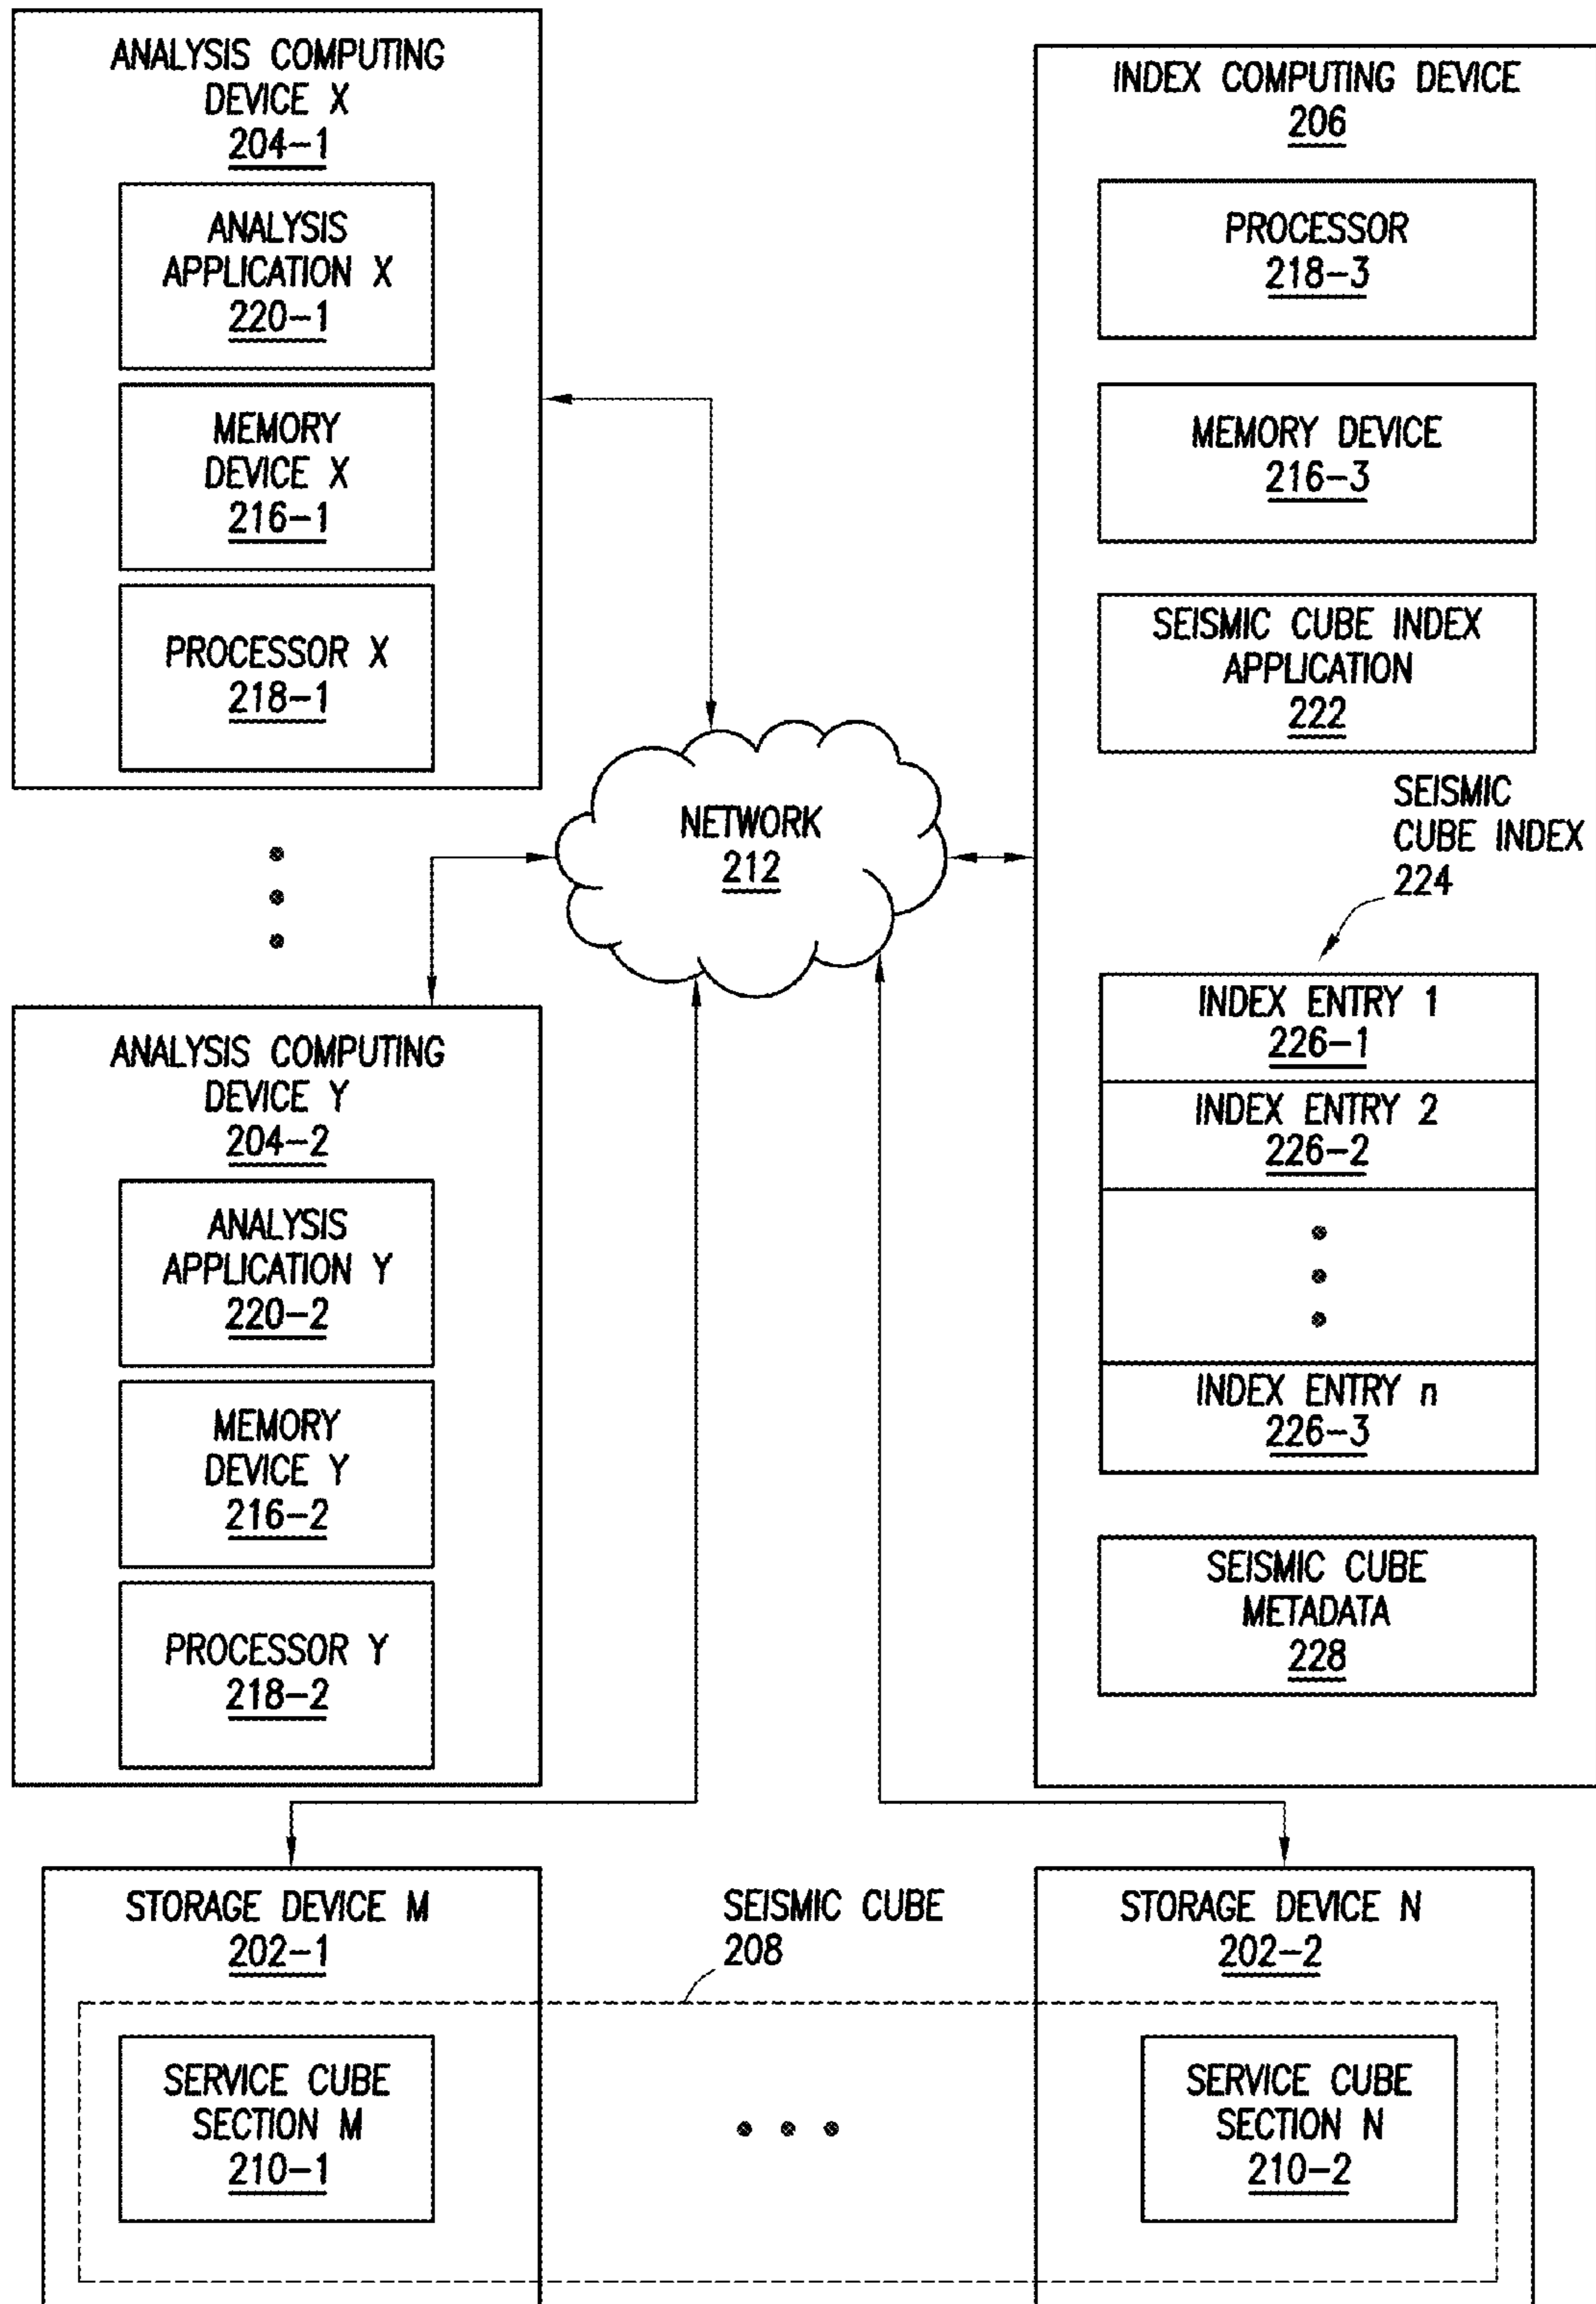 ANALYSIS COMPUTING
DEVICE X
204-1
ANALYSIS
APPLICATION X
220-1
MEMORY
DEVICE X
216-1
PROCESSOR X
218-1
INDEX COMPUTING DEVICE
206
PROCESSOR
218-3
MEMORY DEVICE
216-3
SEISMIC CUBE INDEX
APPLICATION
222
SEISMIC
CUBE INDEX
224
NETWORK
212
INDEX ENTRY 1
226-1
INDEX ENTRY 2
226-2
INDEX ENTRY n
226-3
SEISMIC CUBE
METADATA
228
ANALYSIS COMPUTING
DEVICE Y
204-2
ANALYSIS
APPLICATION Y
220-2
MEMORY
DEVICE Y
216-2
PROCESSOR Y
218-2
STORAGE DEVICE M
202-1
SEISMIC CUBE
208
STORAGE DEVICE N
202-2
SERVICE CUBE
SECTION M
210-1
SERVICE CUBE
SECTION N
210-2